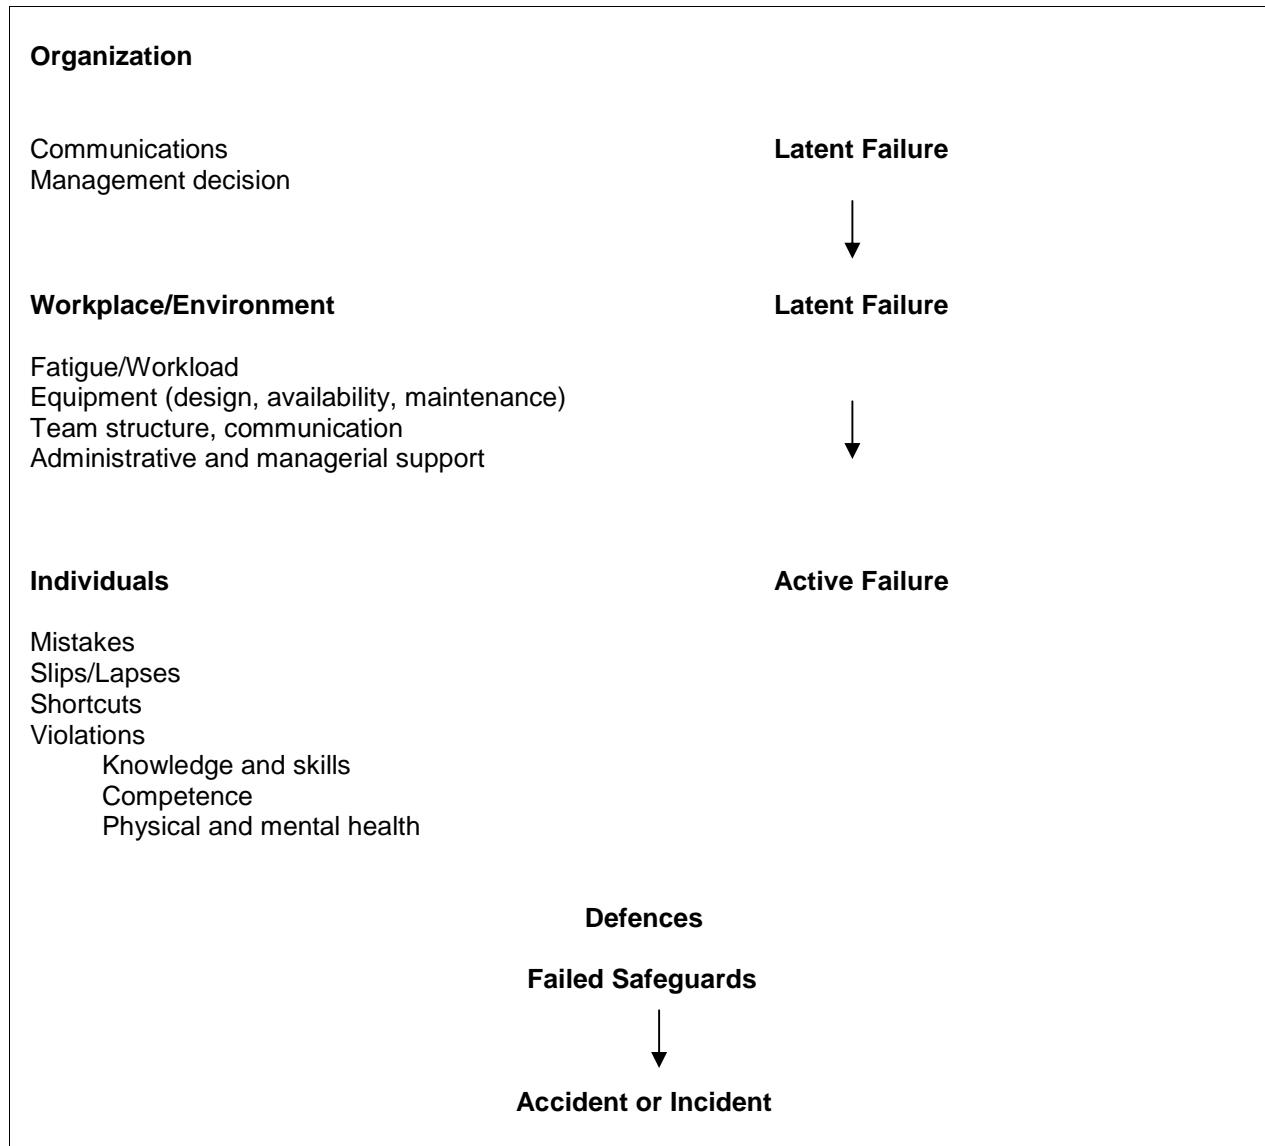 Organization
Communications
Latent Failure
Management decision
Workplace/Environment
Latent Failure
Fatigue/Workload
Equipment (design, availability, maintenance)
Team structure, communication
Administrative and managerial support
Individuals
Active Failure
Mistakes
Slips/Lapses
Shortcuts
Violations
Knowledge and skills
Competence
Physical and mental health
Defences
Failed Safeguards
Accident or Incident